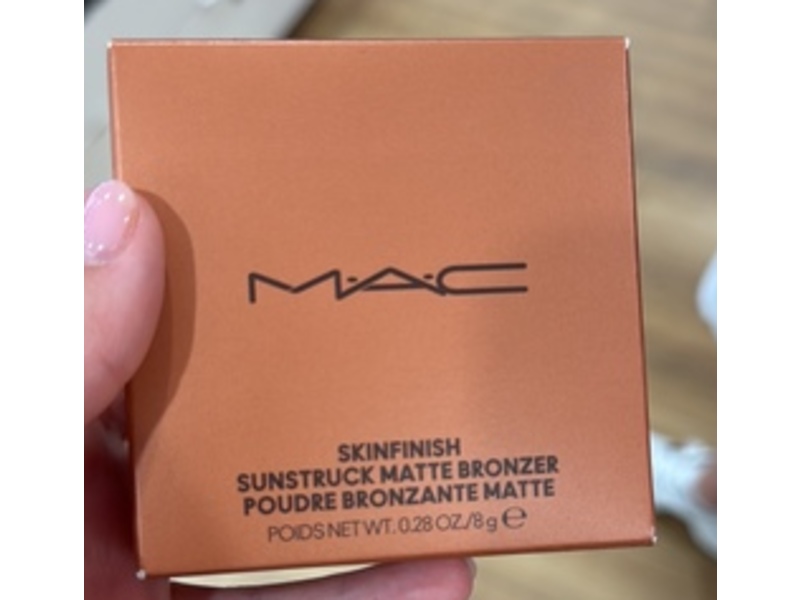 M·A·C
SKINFINISH
SUNSTRUCK MATTE BRONZER
POUDRE BRONZANTE MATTE
POIDS NET WT. 0.28 OZ./8 g ℮